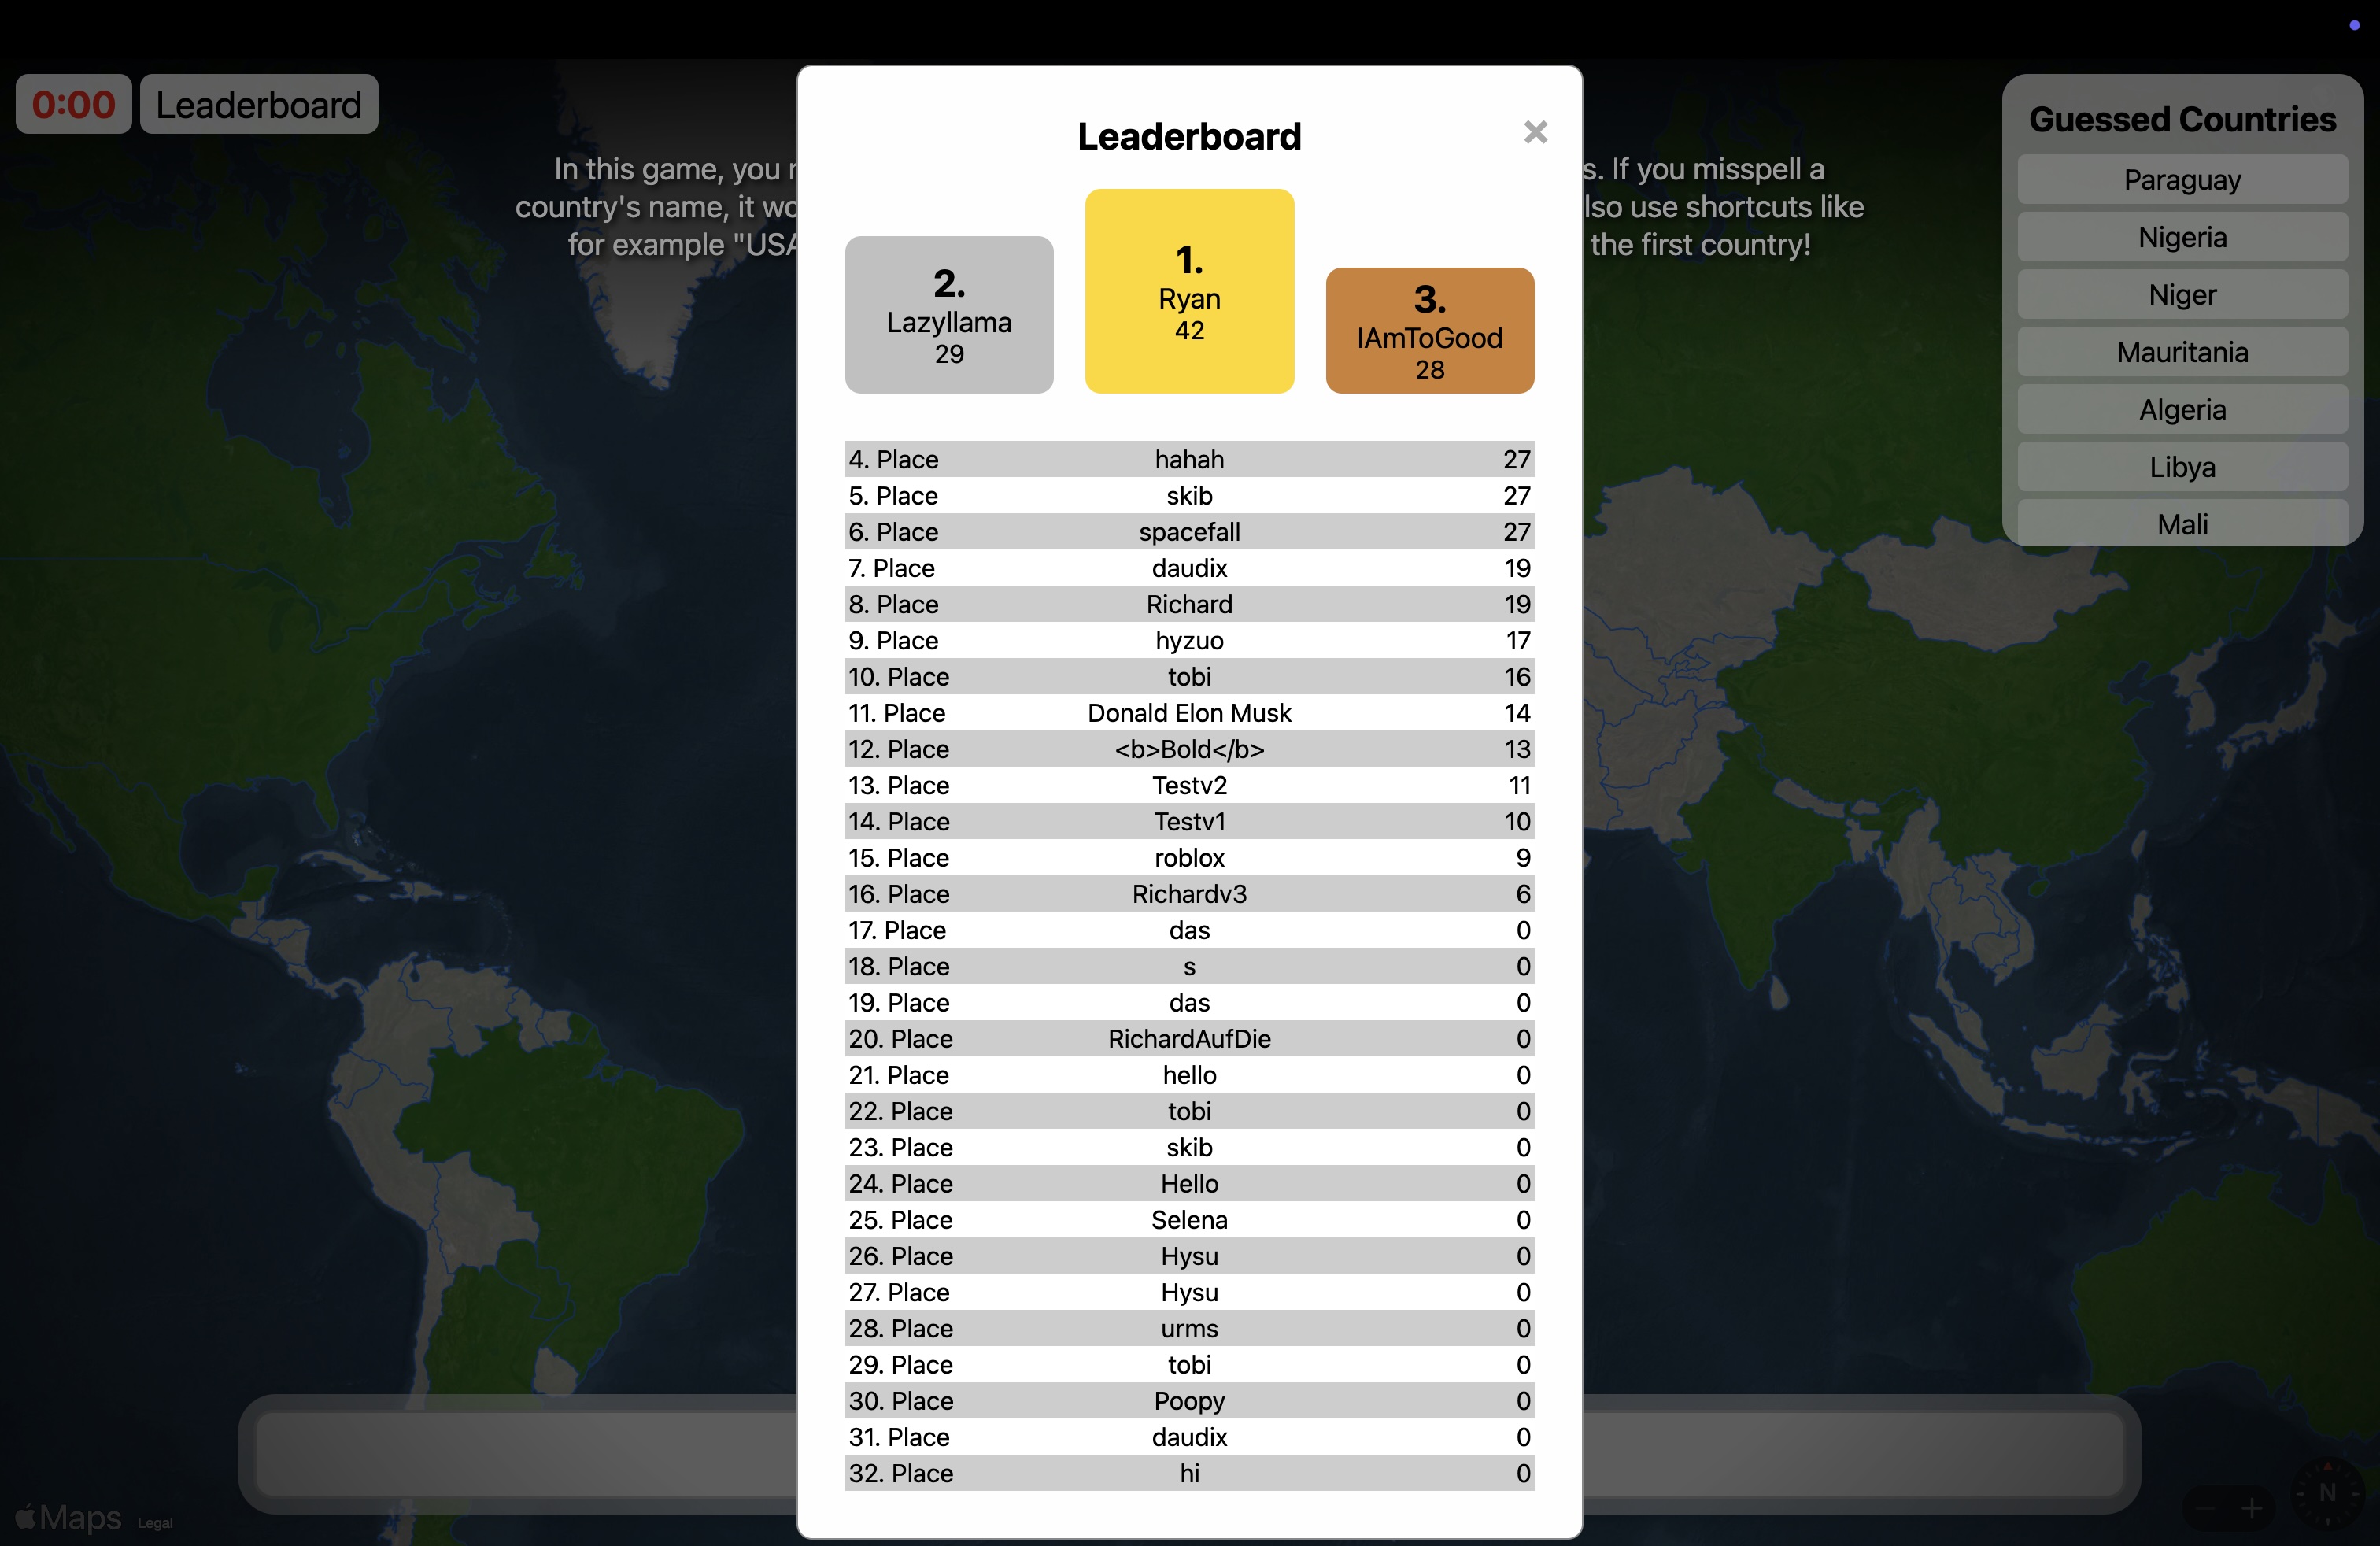 0:00
Leaderboard
In this game, you
country's name, it
for example "USA
s. If you misspell a
lso use shortcuts like
the first country!
Leaderboard
×
1.
Ryan
42
2.
Lazyllama
29
3.
IAmToGood
28
4. Place hahah 27
5. Place skib 27
6. Place spacefall 27
7. Place daudix 19
8. Place Richard 19
9. Place hyzuo 17
10. Place tobi 16
11. Place Donald Elon Musk 14
12. Place <b>Bold</b> 13
13. Place Testv2 11
14. Place Testv1 10
15. Place roblox 9
16. Place Richardv3 6
17. Place das 0
18. Place s 0
19. Place das 0
20. Place RichardAufDie 0
21. Place hello 0
22. Place tobi 0
23. Place skib 0
24. Place Hello 0
25. Place Selena 0
26. Place Hysu 0
27. Place Hysu 0
28. Place urms 0
29. Place tobi 0
30. Place Poopy 0
31. Place daudix 0
32. Place hi 0
Guessed Countries
Paraguay
Nigeria
Niger
Mauritania
Algeria
Libya
Mali
Maps Legal
− +
N